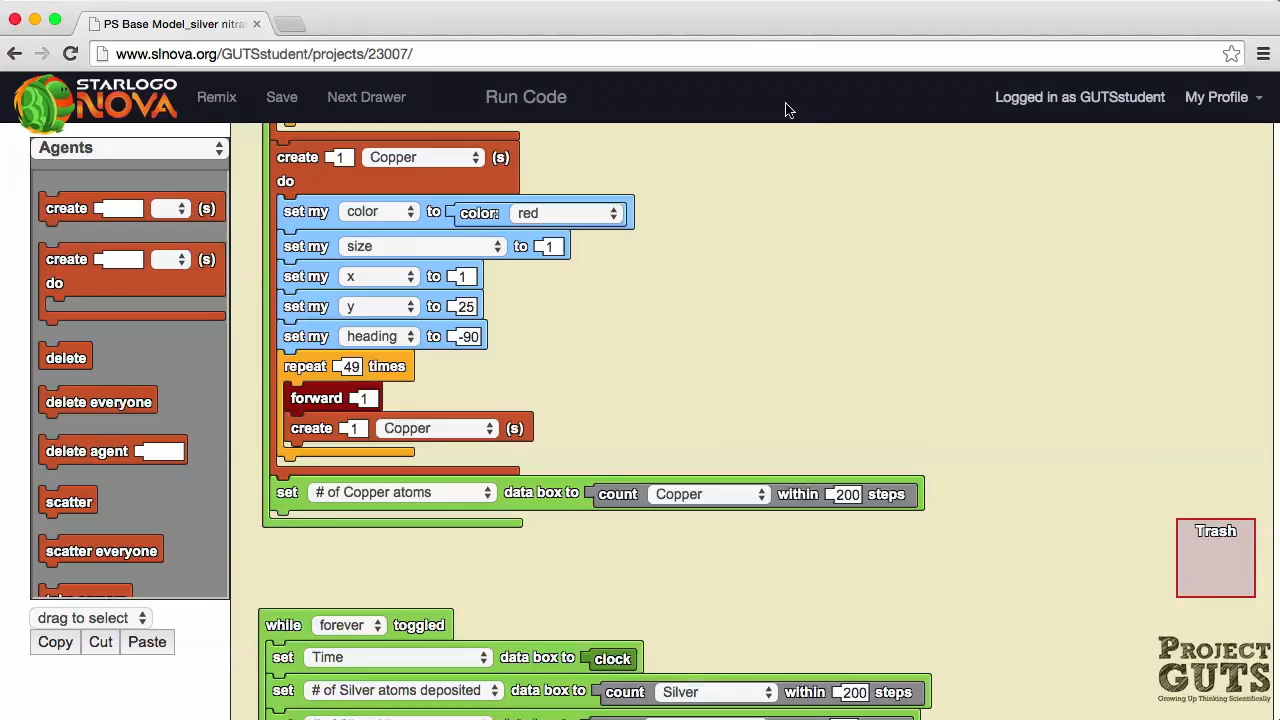 PS Base Model_silver nitra
www.slnova.org/GUTSstudent/projects/23007/
STARLOGO
NOVA
Remix Save Next Drawer Run Code Logged in as GUTSstudent My Profile
Agents
create (s)
create (s)
do
delete
delete everyone
delete agent
scatter
scatter everyone
drag to select
Copy Cut Paste
create 1 Copper (s)
do
set my color to color: red
set my size to 1
set my x to 1
set my y to 25
set my heading to -90
repeat 49 times
forward 1
create 1 Copper (s)
set # of Copper atoms data box to count Copper within 200 steps
while forever toggled
set Time data box to clock
set # of Silver atoms deposited data box to count Silver within 200 steps
Trash
PROJECT
GUTS
Growing Up Thinking Scientifically